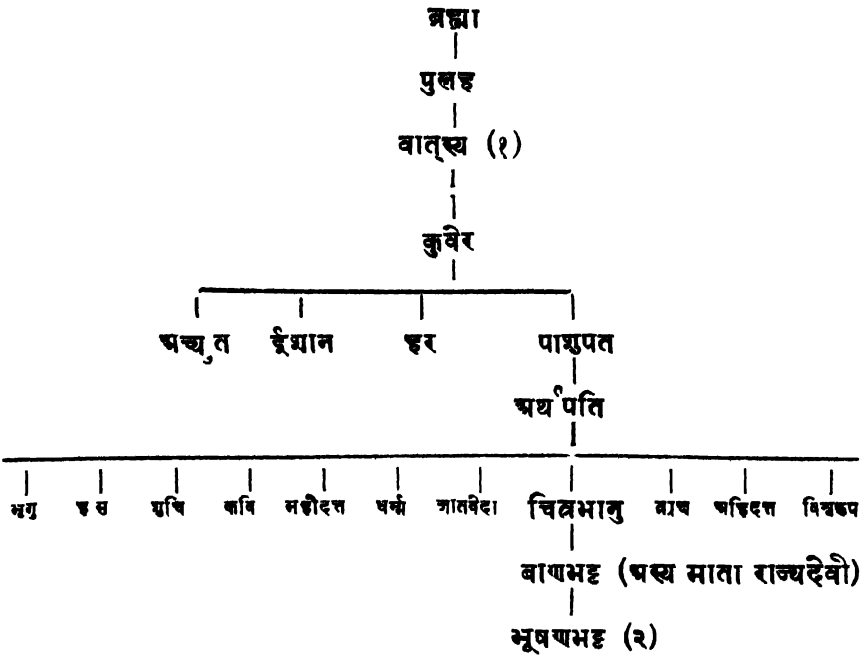 ब्रह्मा
पुलह
वात्स्य (१)
कुवेर
अच्युत ईशान हर पाशुपत
अर्थपति
भृगु हंस शुचि कवि महीदत्त धर्म्म जातवेदा चित्रभानु त्र्यक्ष अहिदत्त विश्वरूप
बाणभट्ट (अस्य माता राज्यदेवी)
भूषणभट्ट (२)